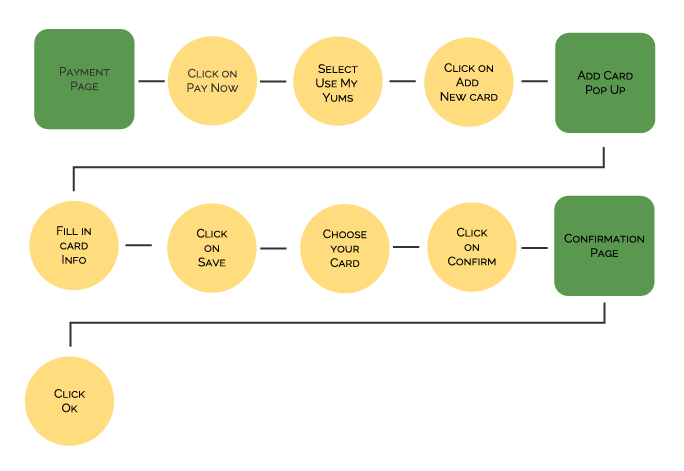 Payment
Page
Click on
Pay Now
Select
Use My
Yums
Click on
Add
New card
Add Card
Pop Up
Fill in
card
Info
Click
on
Save
Choose
your
Card
Click
on
Confirm
Confirmation
Page
Click
Ok